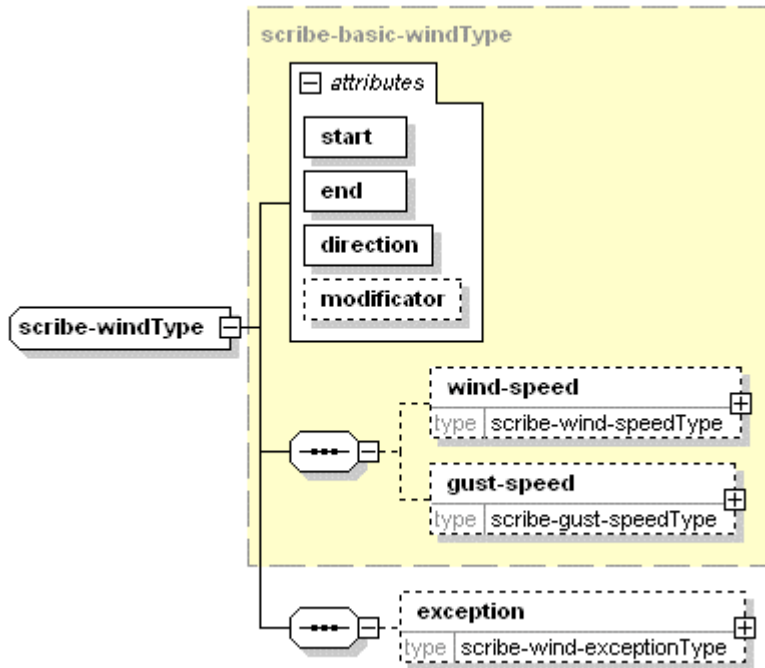 scribe-basic-windType
attributes
start
end
direction
modificator
scribe-windType
wind-speed
type scribe-wind-speedType
gust-speed
type scribe-gust-speedType
exception
type scribe-wind-exceptionType